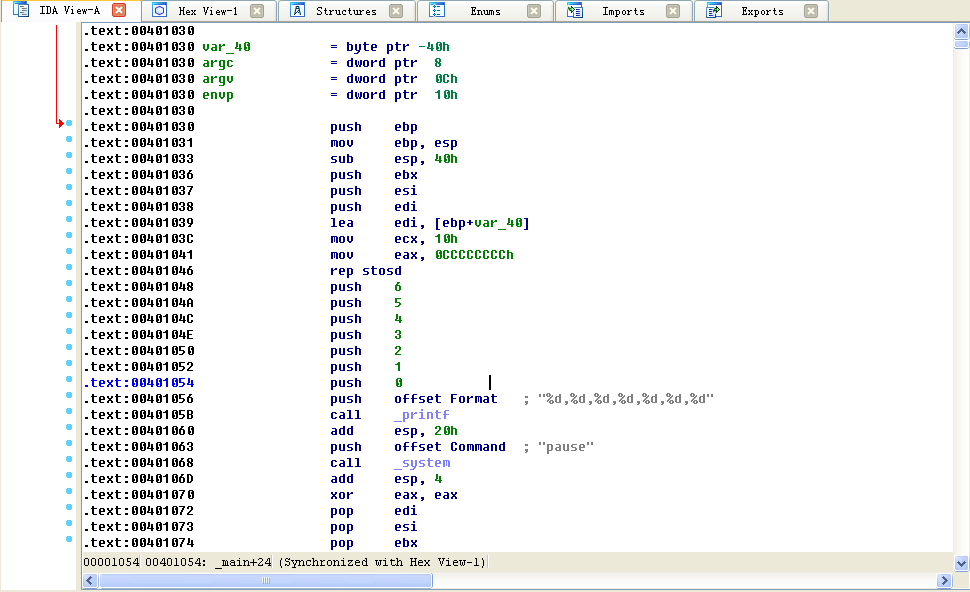 IDA View-A Hex View-1 Structures Enums Imports Exports
.text:00401030
.text:00401030 var_40 = byte ptr -40h
.text:00401030 argc = dword ptr 8
.text:00401030 argv = dword ptr 0Ch
.text:00401030 envp = dword ptr 10h
.text:00401030
.text:00401030 push ebp
.text:00401031 mov ebp, esp
.text:00401033 sub esp, 40h
.text:00401036 push ebx
.text:00401037 push esi
.text:00401038 push edi
.text:00401039 lea edi, [ebp+var_40]
.text:0040103C mov ecx, 10h
.text:00401041 mov eax, 0CCCCCCCCh
.text:00401046 rep stosd
.text:00401048 push 6
.text:0040104A push 5
.text:0040104C push 4
.text:0040104E push 3
.text:00401050 push 2
.text:00401052 push 1
.text:00401054 push 0
.text:00401056 push offset Format ; "%d,%d,%d,%d,%d,%d,%d"
.text:0040105B call _printf
.text:00401060 add esp, 20h
.text:00401063 push offset Command ; "pause"
.text:00401068 call _system
.text:0040106D add esp, 4
.text:00401070 xor eax, eax
.text:00401072 pop edi
.text:00401073 pop esi
.text:00401074 pop ebx
00001054 00401054: _main+24 (Synchronized with Hex View-1)